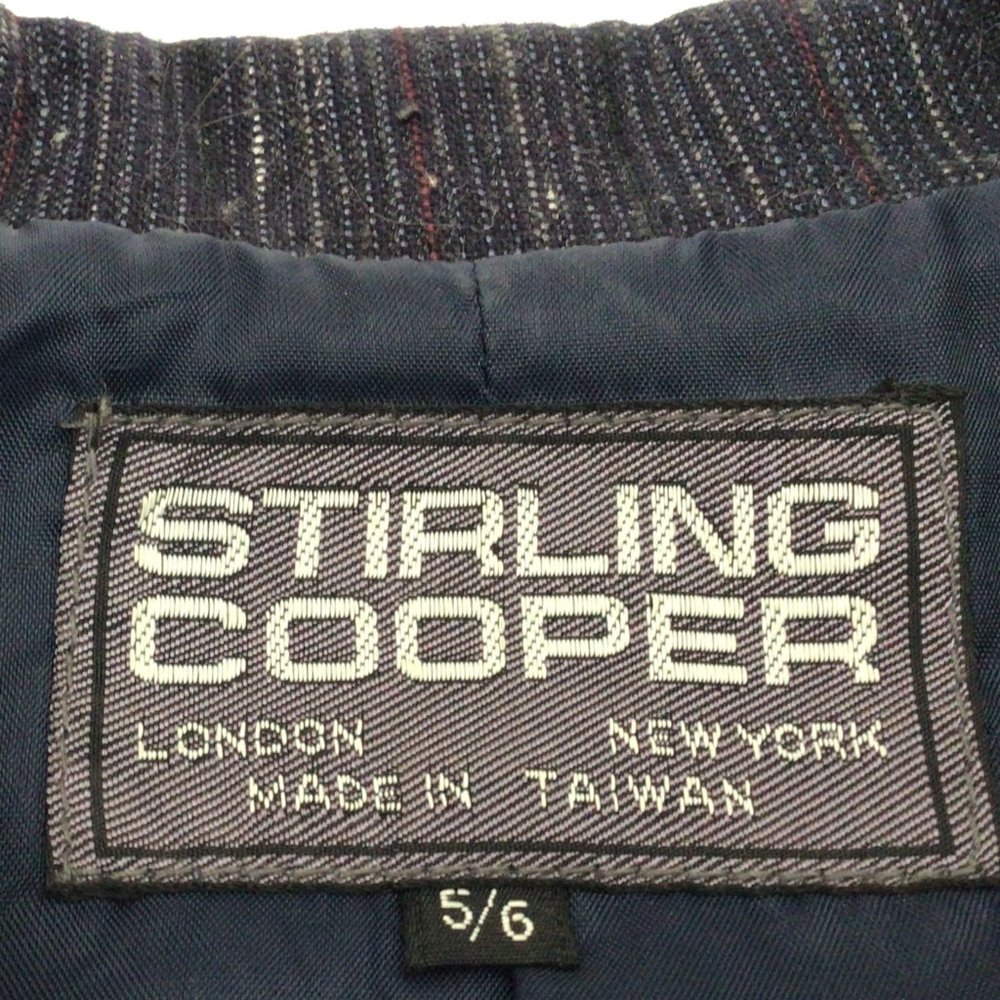 STIRLING
COOPER
LONDON NEW YORK
MADE IN TAIWAN
5/6